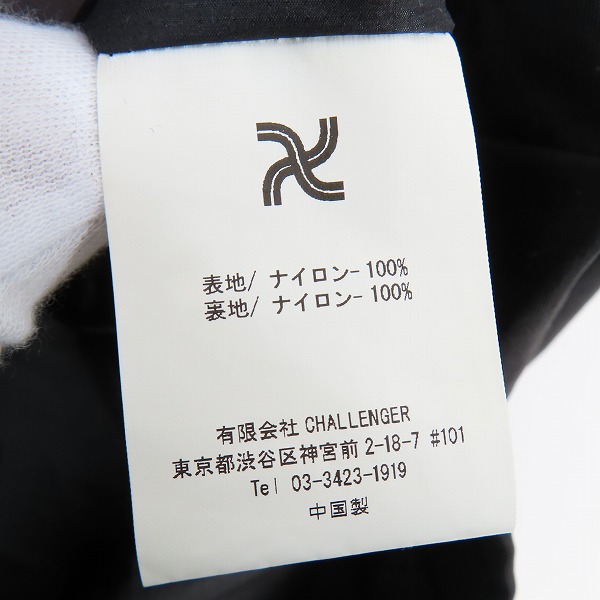 表地/ ナイロン-100%
裏地/ ナイロン-100%
有限会社 CHALLENGER
東京都渋谷区神宮前 2-18-7 #101
Tel 03-3423-1919
中国製